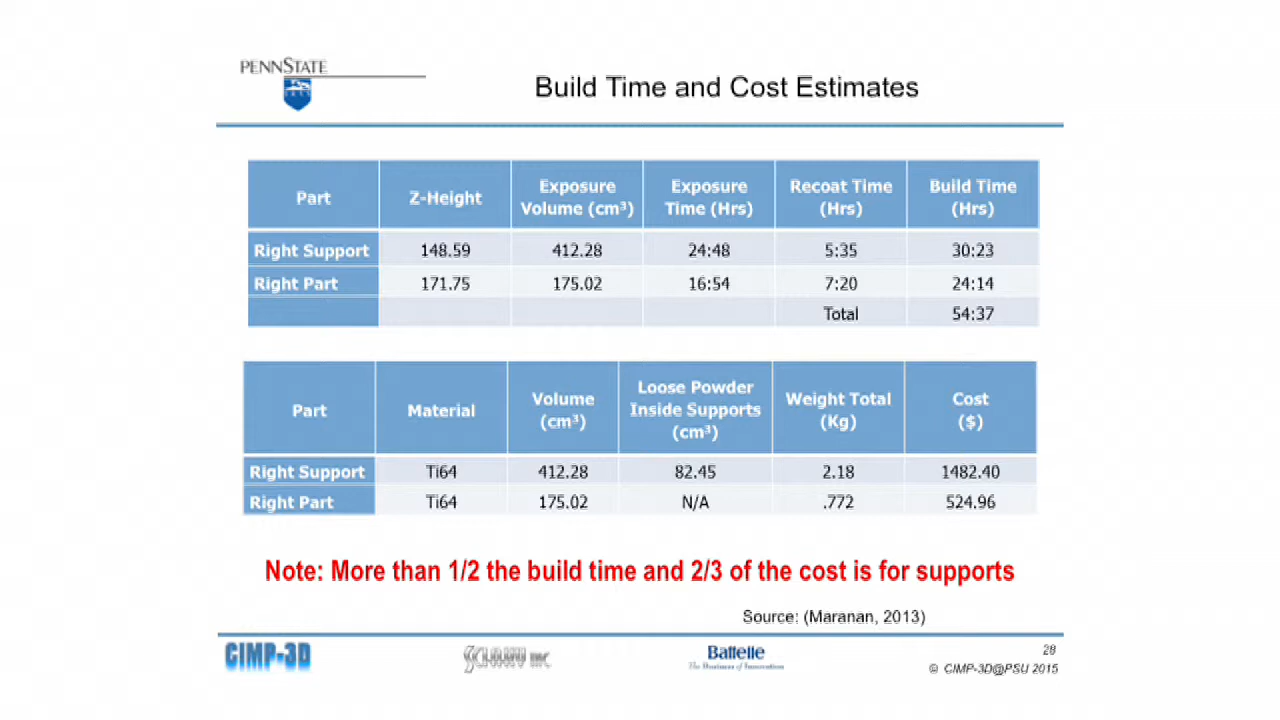 PENNSTATE
Build Time and Cost Estimates
Part Z-Height Exposure Volume (cm³) Exposure Time (Hrs) Recoat Time (Hrs) Build Time (Hrs)
Right Support 148.59 412.28 24:48 5:35 30:23
Right Part 171.75 175.02 16:54 7:20 24:14
Total 54:37
Part Material Volume (cm³) Loose Powder Inside Supports (cm³) Weight Total (Kg) Cost ($)
Right Support Ti64 412.28 82.45 2.18 1482.40
Right Part Ti64 175.02 N/A .772 524.96
Note: More than 1/2 the build time and 2/3 of the cost is for supports
Source: (Maranan, 2013)
CIMP-3D
Battelle
The Business of Innovation
28
© CIMP-3D@PSU 2015